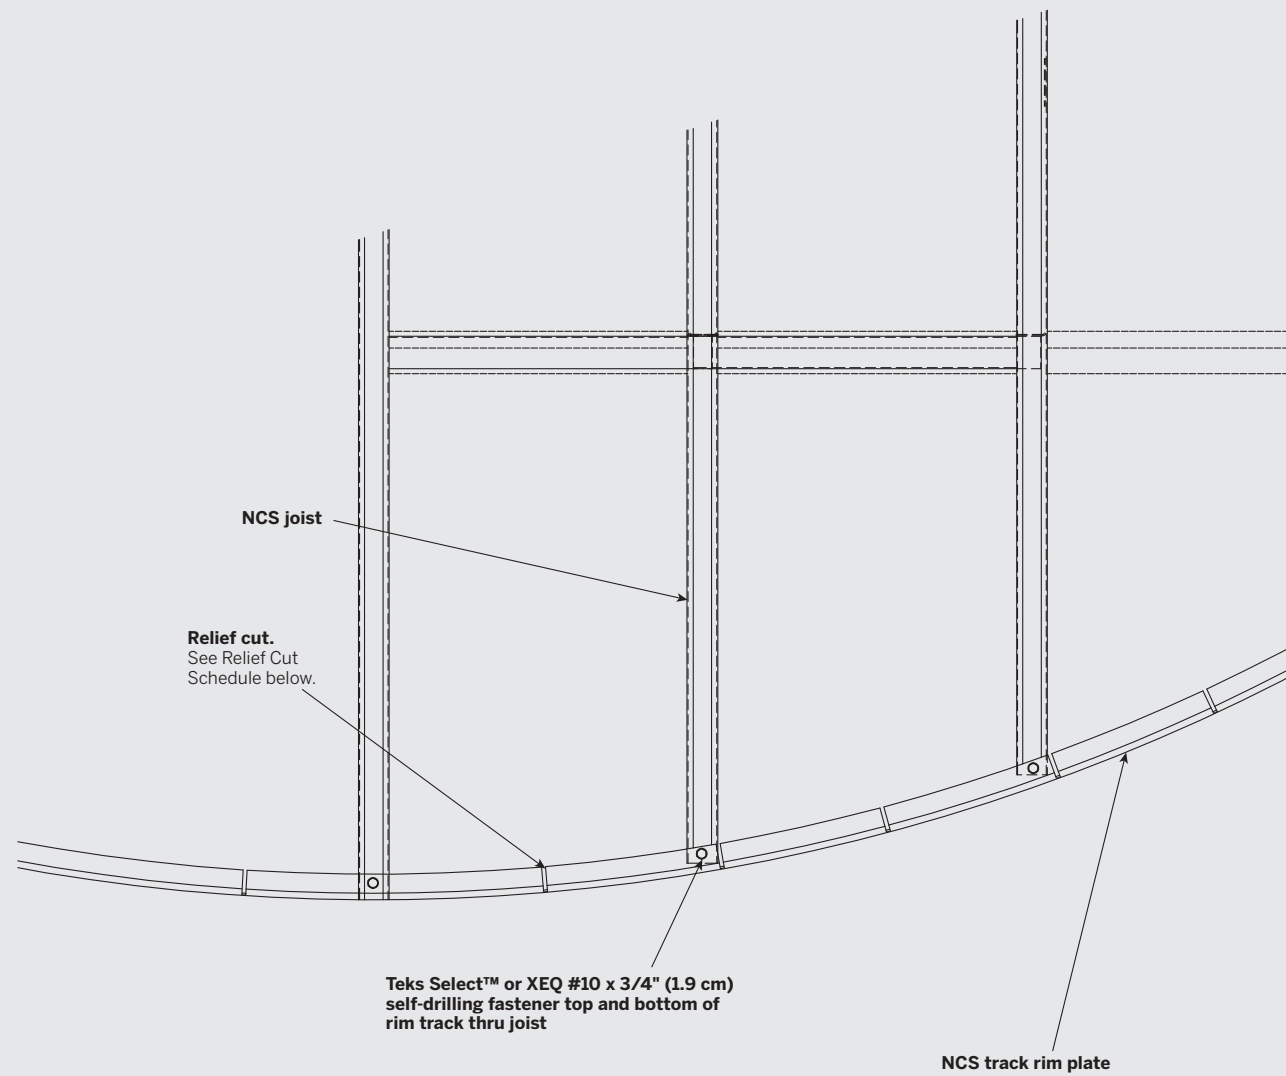 NCS joist
Relief cut.
See Relief Cut
Schedule below.
Teks Select™ or XEQ #10 x 3/4" (1.9 cm)
self-drilling fastener top and bottom of
rim track thru joist
NCS track rim plate